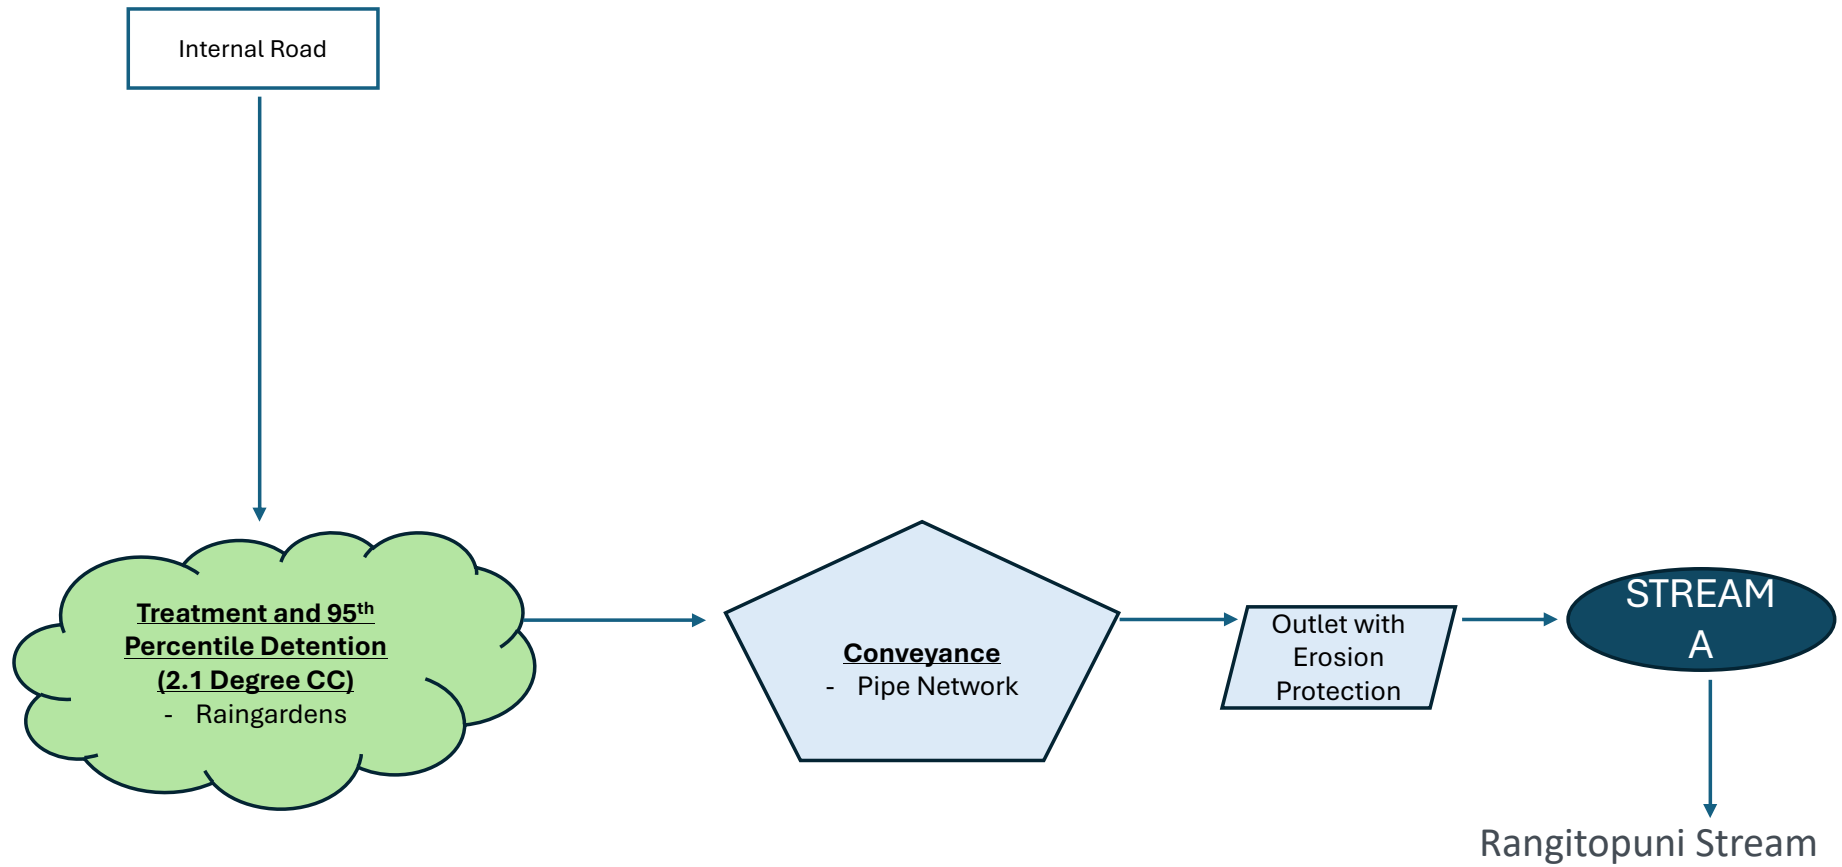 Internal Road
Treatment and 95th
Percentile Detention
(2.1 Degree CC)
- Raingardens
Conveyance
- Pipe Network
Outlet with
Erosion
Protection
STREAM
A
Rangitopuni Stream